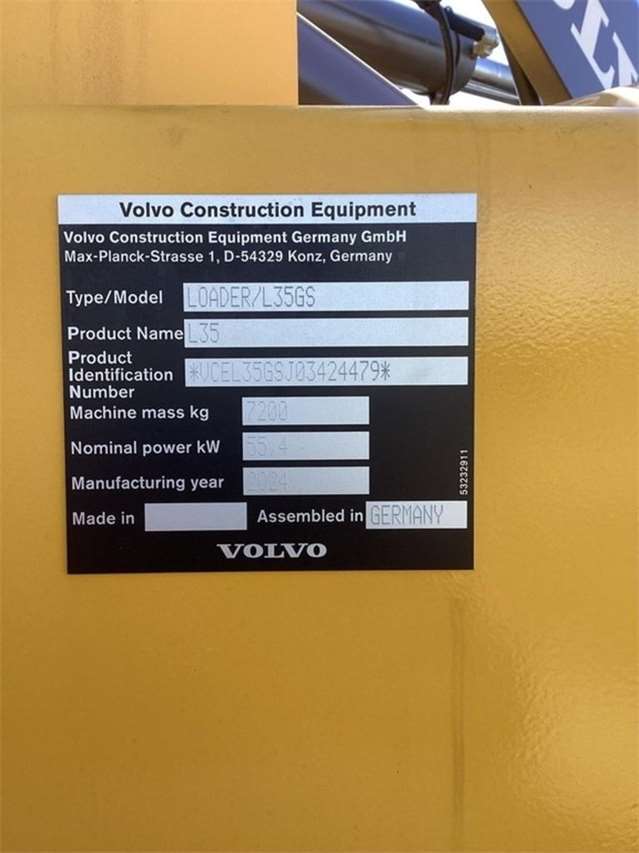 Volvo Construction Equipment
Volvo Construction Equipment Germany GmbH
Max-Planck-Strasse 1, D-54329 Konz, Germany
Type/Model LOADER/L35GS
Product Name L35
Product
Identification *VCEL35GSJ03424479*
Number
Machine mass kg 7200
Nominal power kW 55.4
Manufacturing year 2024
Made in Assembled in GERMANY
VOLVO
53232911